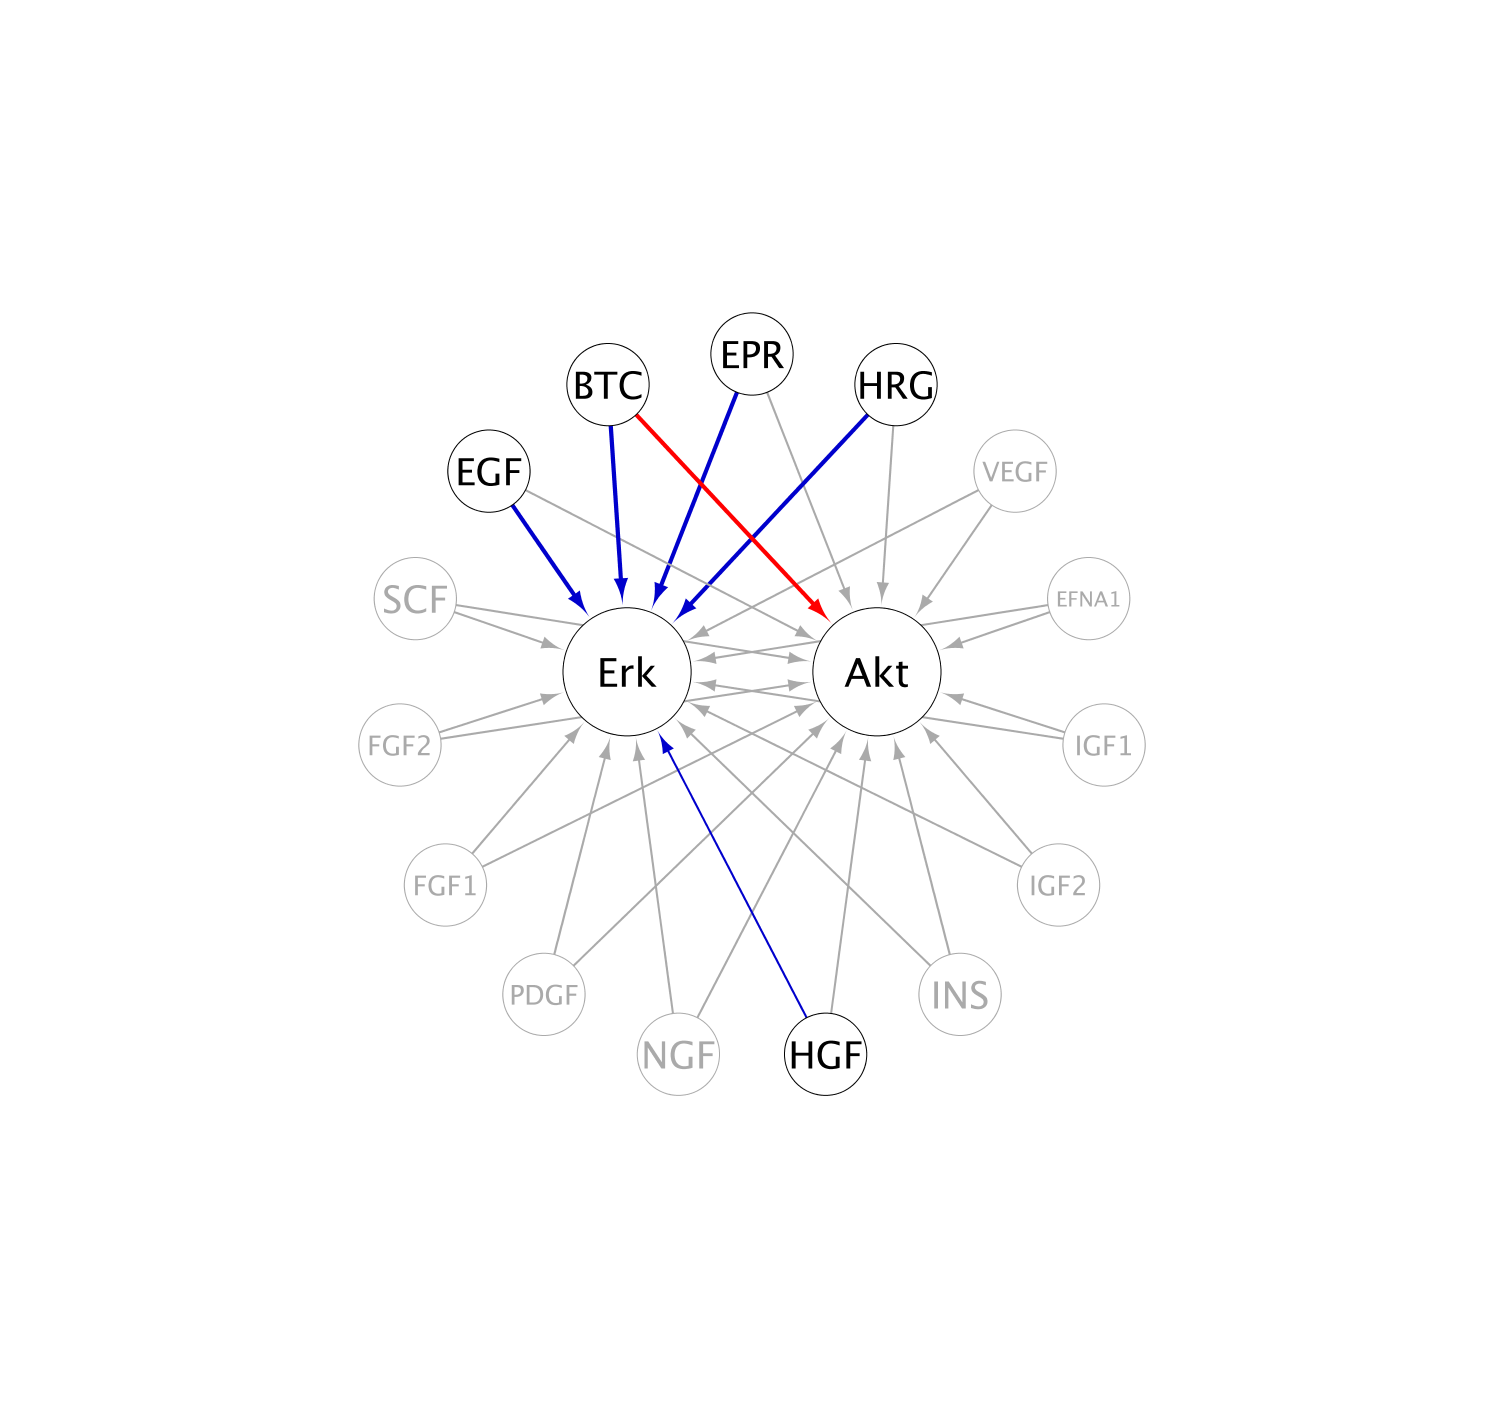 EPR
BTC
HRG
EGF
VEGF
SCF
EFNA1
Erk
Akt
FGF2
IGF1
FGF1
IGF2
PDGF
INS
NGF
HGF